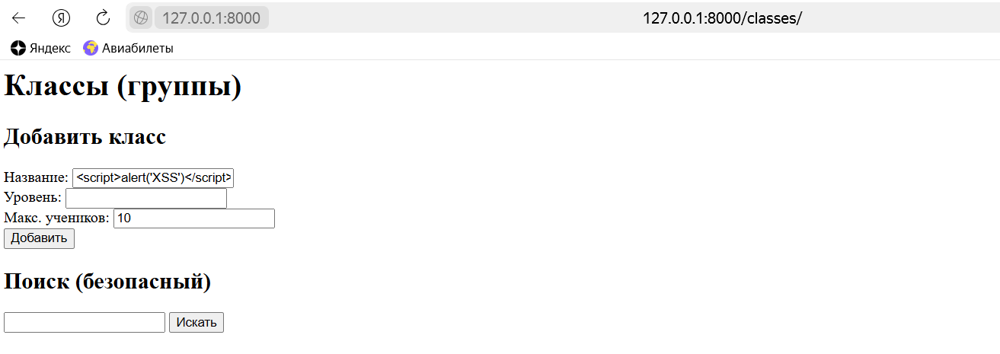 127.0.0.1:8000 127.0.0.1:8000/classes/
Яндекс Авиабилеты
Классы (группы)
Добавить класс
Название: <script>alert('XSS')</script>
Уровень:
Макс. учеников: 10
Добавить
Поиск (безопасный)
Искать